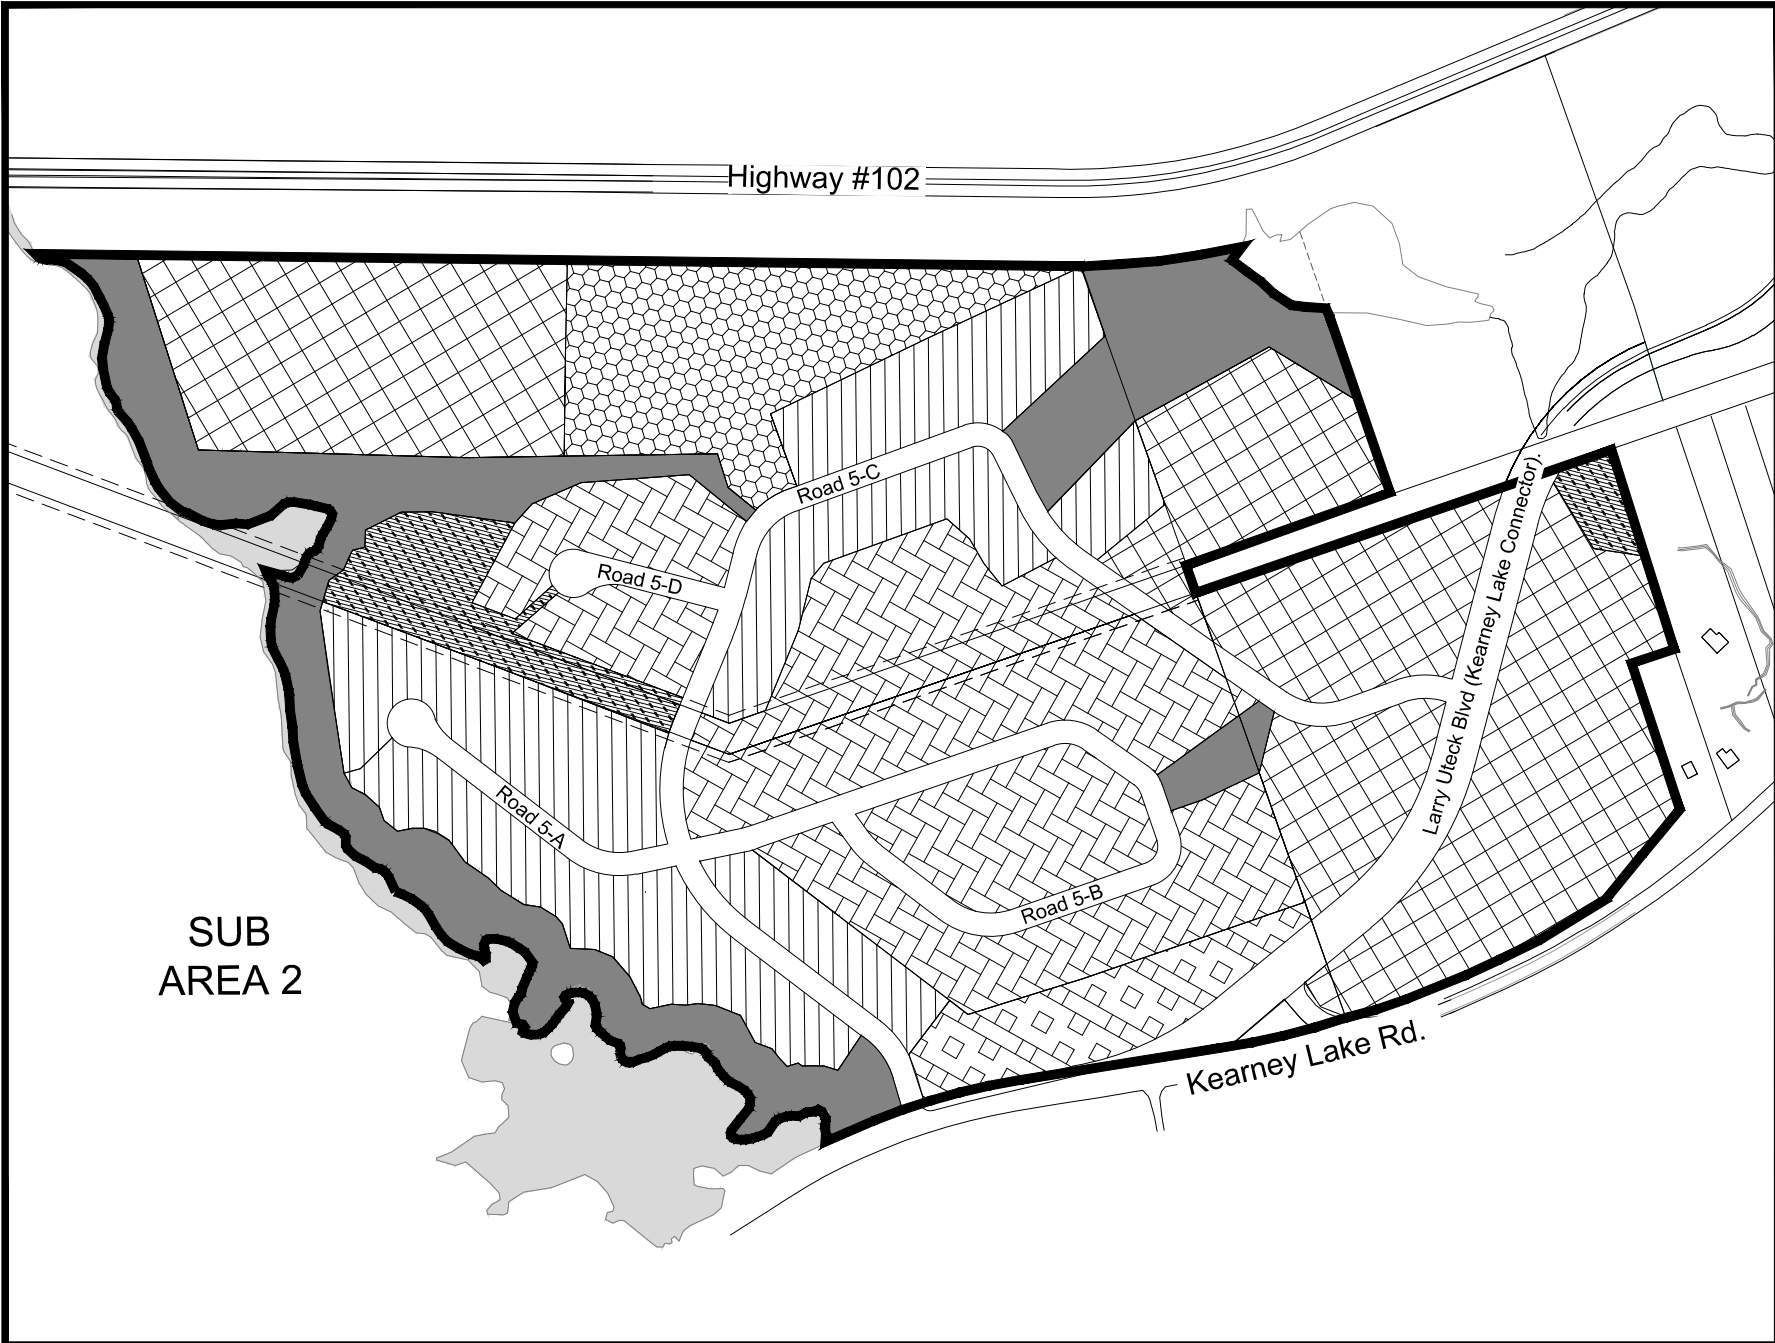 Highway #102
Road 5-C
Road 5-D
Larry Uteck Blvd (Kearney Lake Connector).
Road 5-A
Road 5-B
SUB
AREA 2
Kearney Lake Rd.